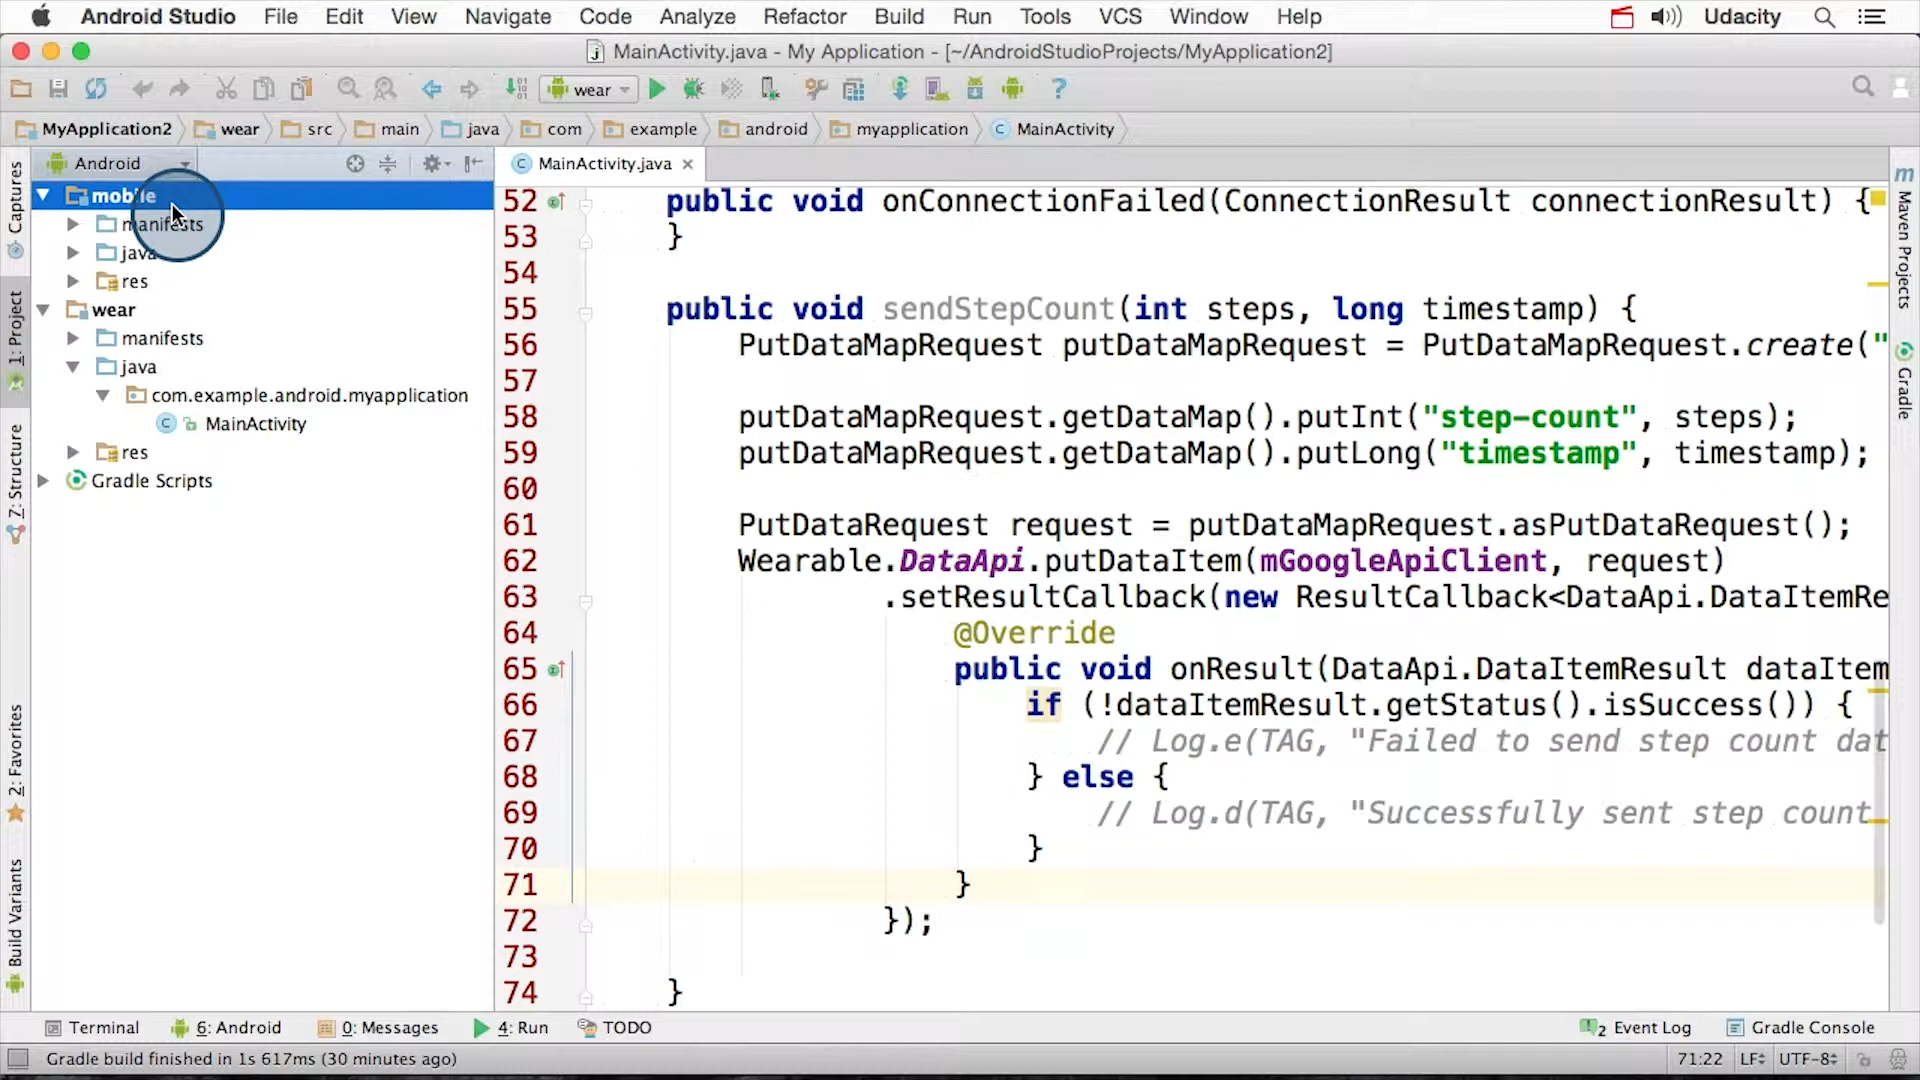 Android Studio File Edit View Navigate Code Analyze Refactor Build Run Tools VCS Window Help Udacity
MainActivity.java - My Application - [~/AndroidStudioProjects/MyApplication2]
wear
MyApplication2 wear src main java com example android myapplication MainActivity
Android
MainActivity.java
mobile
manifests
java
res
wear
manifests
java
com.example.android.myapplication
MainActivity
res
Gradle Scripts
Captures
1: Project
7: Structure
2: Favorites
Build Variants
52 public void onConnectionFailed(ConnectionResult connectionResult) {
53 }
54
55 public void sendStepCount(int steps, long timestamp) {
56 PutDataMapRequest putDataMapRequest = PutDataMapRequest.create("
57
58 putDataMapRequest.getDataMap().putInt("step-count", steps);
59 putDataMapRequest.getDataMap().putLong("timestamp", timestamp);
60
61 PutDataRequest request = putDataMapRequest.asPutDataRequest();
62 Wearable.DataApi.putDataItem(mGoogleApiClient, request)
63 .setResultCallback(new ResultCallback<DataApi.DataItemRe
64 @Override
65 public void onResult(DataApi.DataItemResult dataItem
66 if (!dataItemResult.getStatus().isSuccess()) {
67 // Log.e(TAG, "Failed to send step count dat
68 } else {
69 // Log.d(TAG, "Successfully sent step count
70 }
71 }
72 });
73
74 }
Maven Projects
Gradle
Terminal 6: Android 0: Messages 4: Run TODO 2 Event Log Gradle Console
Gradle build finished in 1s 617ms (30 minutes ago) 71:22 LF UTF-8